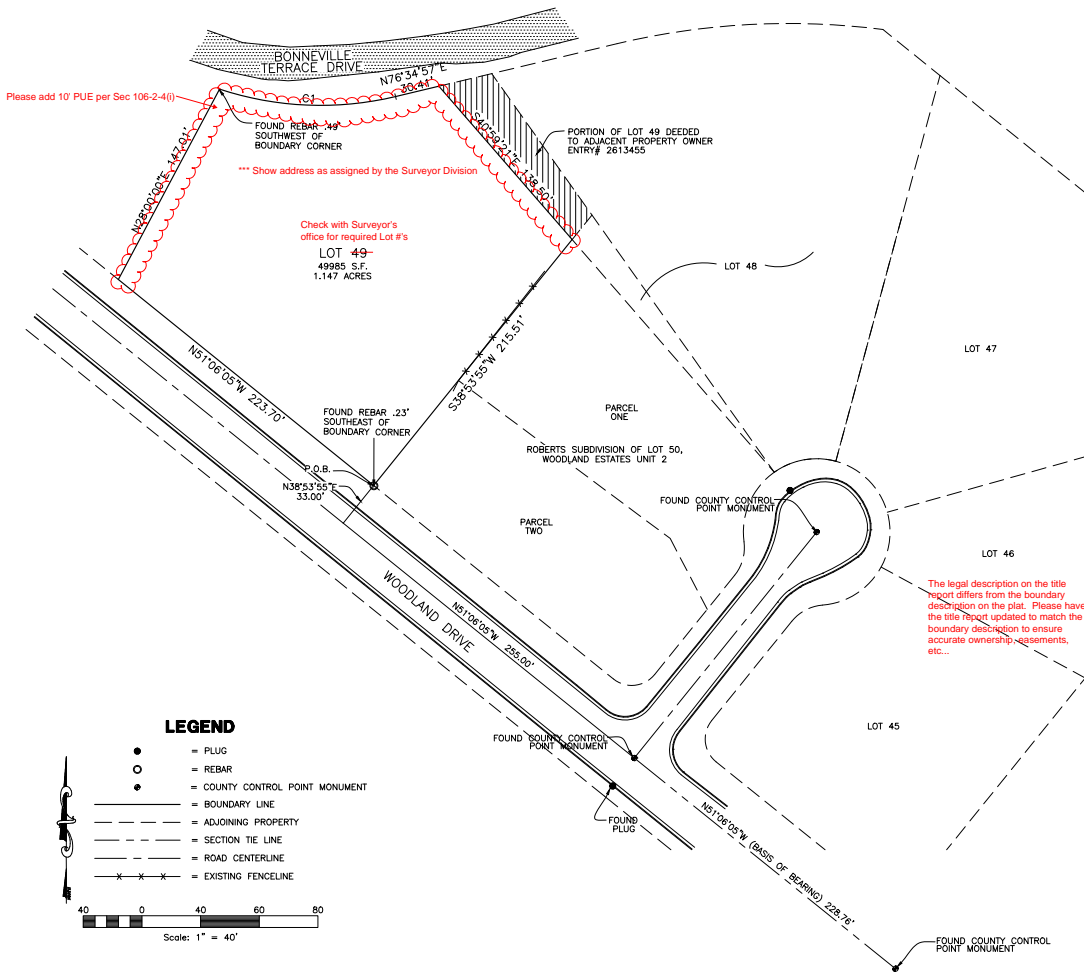 BONNEVILLE
TERRACE DRIVE
N76°34'57"E
30.41'
C1
Please add 10' PUE per Sec 106-2-4(i)
FOUND REBAR .49'
SOUTHWEST OF
BOUNDARY CORNER
N28°00'00"E 147.01'
S40°59'21"E 138.50'
PORTION OF LOT 49 DEEDED
TO ADJACENT PROPERTY OWNER
ENTRY# 2613455
*** Show address as assigned by the Surveyor Division
Check with Surveyor's
office for required Lot #'s
LOT 49
49985 S.F.
1.147 ACRES
LOT 48
LOT 47
N51°06'05"W 223.70'
S38°53'55"W 215.51'
FOUND REBAR .23'
SOUTHEAST OF
BOUNDARY CORNER
P.O.B.
N38°53'55"E
33.00'
PARCEL
ONE
ROBERTS SUBDIVISION OF LOT 50,
WOODLAND ESTATES UNIT 2
PARCEL
TWO
FOUND COUNTY CONTROL
POINT MONUMENT
LOT 46
The legal description on the title
report differs from the boundary
description on the plat. Please have
the title report updated to match the
boundary description to ensure
accurate ownership, easements,
etc...
WOODLAND DRIVE
N51°06'05"W 255.00'
LOT 45
FOUND COUNTY CONTROL
POINT MONUMENT
FOUND
PLUG
N51°06'05"W (BASIS OF BEARING) 228.76'
FOUND COUNTY CONTROL
POINT MONUMENT
LEGEND
= PLUG
= REBAR
= COUNTY CONTROL POINT MONUMENT
= BOUNDARY LINE
= ADJOINING PROPERTY
= SECTION TIE LINE
= ROAD CENTERLINE
= EXISTING FENCELINE
40 0 40 60 80
Scale: 1" = 40'